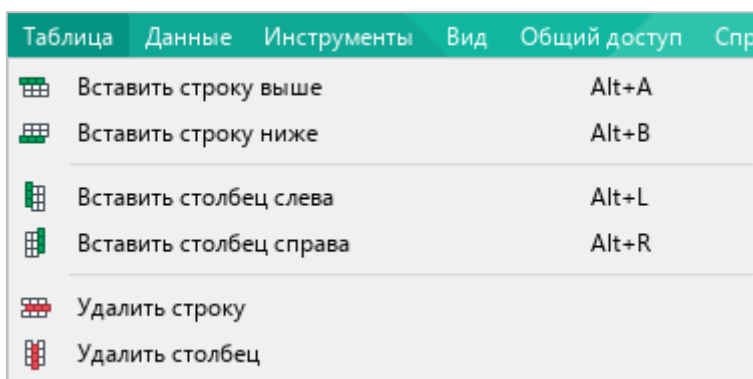 Таблица Данные Инструменты Вид Общий доступ
Вставить строку выше Alt+A
Вставить строку ниже Alt+B
Вставить столбец слева Alt+L
Вставить столбец справа Alt+R
Удалить строку
Удалить столбец